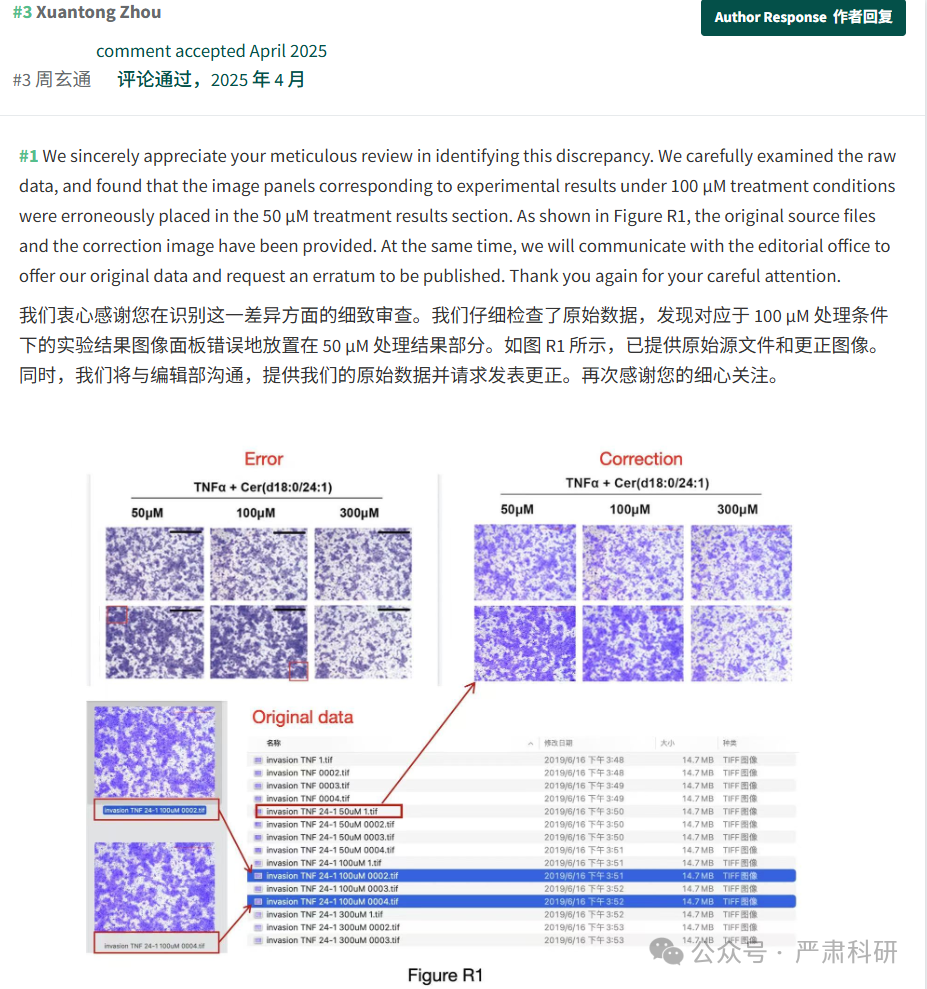 #3 Xuantong Zhou
Author Response 作者回复
comment accepted April 2025
#3 周玄通 评论通过，2025 年 4 月
#1 We sincerely appreciate your meticulous review in identifying this discrepancy. We carefully examined the raw
data, and found that the image panels corresponding to experimental results under 100 μM treatment conditions
were erroneously placed in the 50 μM treatment results section. As shown in Figure R1, the original source files
and the correction image have been provided. At the same time, we will communicate with the editorial office to
offer our original data and request an erratum to be published. Thank you again for your careful attention.
我们衷心感谢您在识别这一差异方面的细致审查。我们仔细检查了原始数据，发现对应于 100 μM 处理条件
下的实验结果图像面板错误地放置在 50 μM 处理结果部分。如图 R1 所示，已提供原始源文件和更正图像。
同时，我们将与编辑部沟通，提供我们的原始数据并请求发表更正。再次感谢您的细心关注。
Error
TNFα + Cer(d18:0/24:1)
50μM 100μM 300μM
Correction
TNFα + Cer(d18:0/24:1)
50μM 100μM 300μM
Original data
invasion TNF 24-1 100uM 0002.tif
invasion TNF 24-1 100uM 0004.tif
名称 修改日期 大小 种类
invasion TNF 1.tif 2019/6/16 下午 3:48 14.7 MB TIFF图像
invasion TNF 0002.tif 2019/6/16 下午 3:48 14.7 MB TIFF图像
invasion TNF 0003.tif 2019/6/16 下午 3:49 14.7 MB TIFF图像
invasion TNF 0004.tif 2019/6/16 下午 3:49 14.7 MB TIFF图像
invasion TNF 24-1 50uM 1.tif 2019/6/16 下午 3:50 14.7 MB TIFF图像
invasion TNF 24-1 50uM 0002.tif 2019/6/16 下午 3:50 14.7 MB TIFF图像
invasion TNF 24-1 50uM 0003.tif 2019/6/16 下午 3:50 14.7 MB TIFF图像
invasion TNF 24-1 50uM 0004.tif 2019/6/16 下午 3:51 14.7 MB TIFF图像
invasion TNF 24-1 100uM 1.tif 2019/6/16 下午 3:51 14.7 MB TIFF图像
invasion TNF 24-1 100uM 0002.tif 2019/6/16 下午 3:51 14.7 MB TIFF图像
invasion TNF 24-1 100uM 0003.tif 2019/6/16 下午 3:52 14.7 MB TIFF图像
invasion TNF 24-1 100uM 0004.tif 2019/6/16 下午 3:52 14.7 MB TIFF图像
invasion TNF 24-1 300uM 1.tif 2019/6/16 下午 3:52 14.7 MB TIFF图像
invasion TNF 24-1 300uM 0002.tif 2019/6/16 下午 3:53 14.7 MB TIFF图像
invasion TNF 24-1 300uM 0003.tif 2019/6/16 下午 3:53 14.7 MB TIFF图像
公众号 · 严肃科研
Figure R1